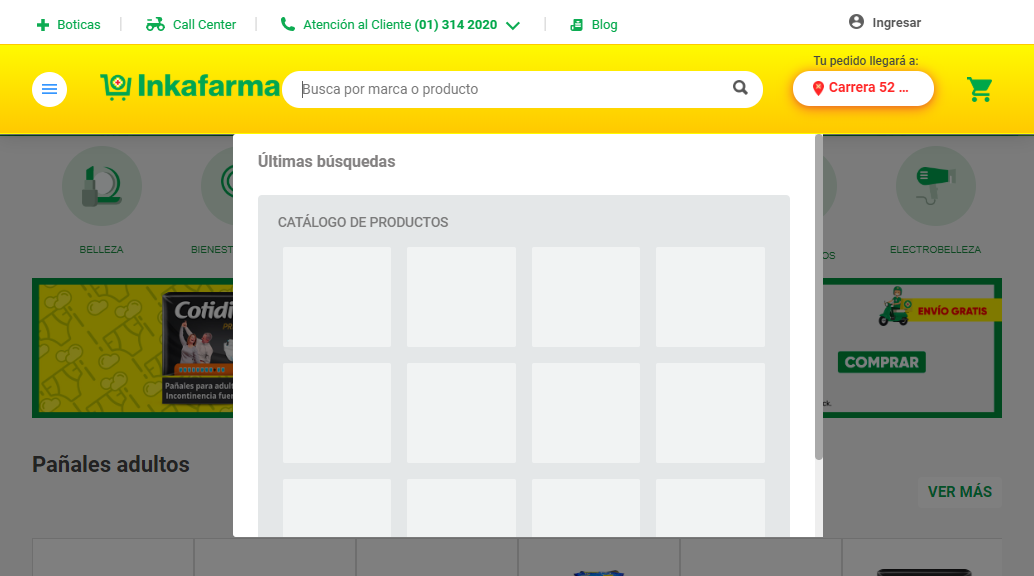 Boticas
Call Center
Atención al Cliente (01) 314 2020
Blog
Ingresar
Inkafarma
Busca por marca o producto
Tu pedido llegará a:
Carrera 52 ...
Últimas búsquedas
CATÁLOGO DE PRODUCTOS
BELLEZA
BIENEST
OS
ELECTROBELLEZA
Cotidi
PR
Pañales para adult
Incontinencia fuer
ENVÍO GRATIS
COMPRAR
ck.
Pañales adultos
VER MÁS